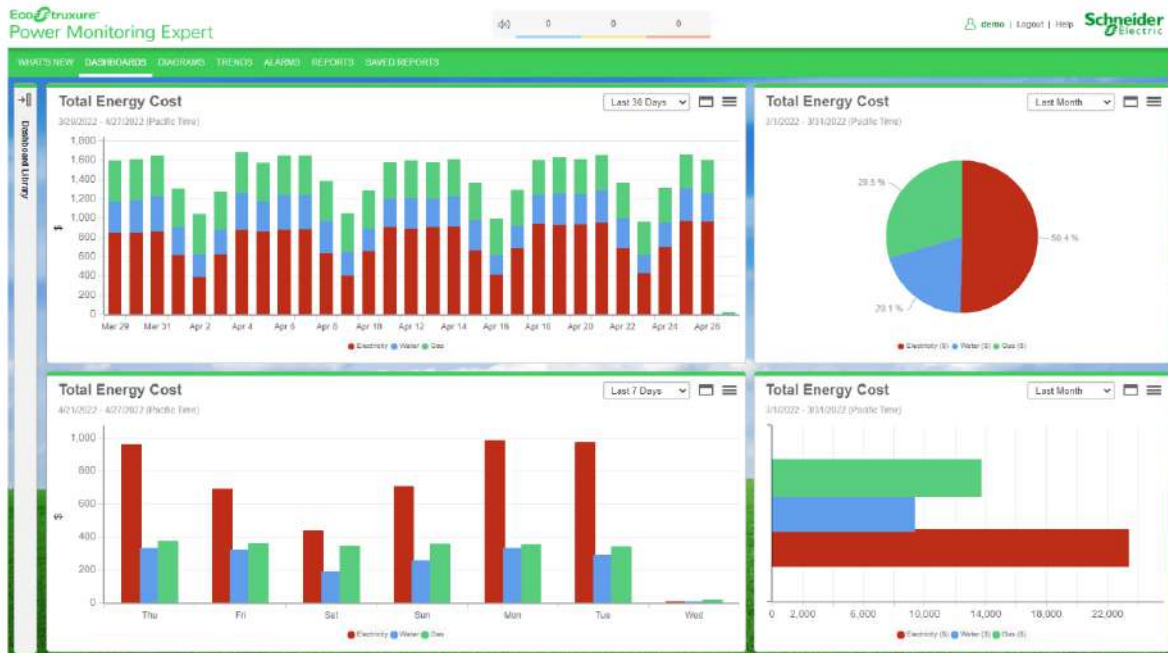 EcoStruxure™
Power Monitoring Expert
0 0 0
demo | Logout | Help
Schneider Electric
WHAT'S NEW DASHBOARDS DIAGRAMS TRENDS ALARMS REPORTS SAVED REPORTS
Dashboard Library
Total Energy Cost
Last 30 Days
3/29/2022 - 4/27/2022 (Pacific Time)
1,800
1,600
1,400
1,200
1,000
800
600
400
200
0
$
Mar 29 Mar 31 Apr 2 Apr 4 Apr 6 Apr 8 Apr 10 Apr 12 Apr 14 Apr 16 Apr 18 Apr 20 Apr 22 Apr 24 Apr 26
Electricity Water Gas
Total Energy Cost
Last Month
3/1/2022 - 3/31/2022 (Pacific Time)
29.5 %
50.4 %
20.1 %
Electricity ($) Water ($) Gas ($)
Total Energy Cost
Last 7 Days
4/21/2022 - 4/27/2022 (Pacific Time)
1,000
800
600
400
200
0
$
Thu Fri Sat Sun Mon Tue Wed
Electricity Water Gas
Total Energy Cost
Last Month
3/1/2022 - 3/31/2022 (Pacific Time)
0 2,000 6,000 10,000 14,000 18,000 22,000
Electricity ($) Water ($) Gas ($)